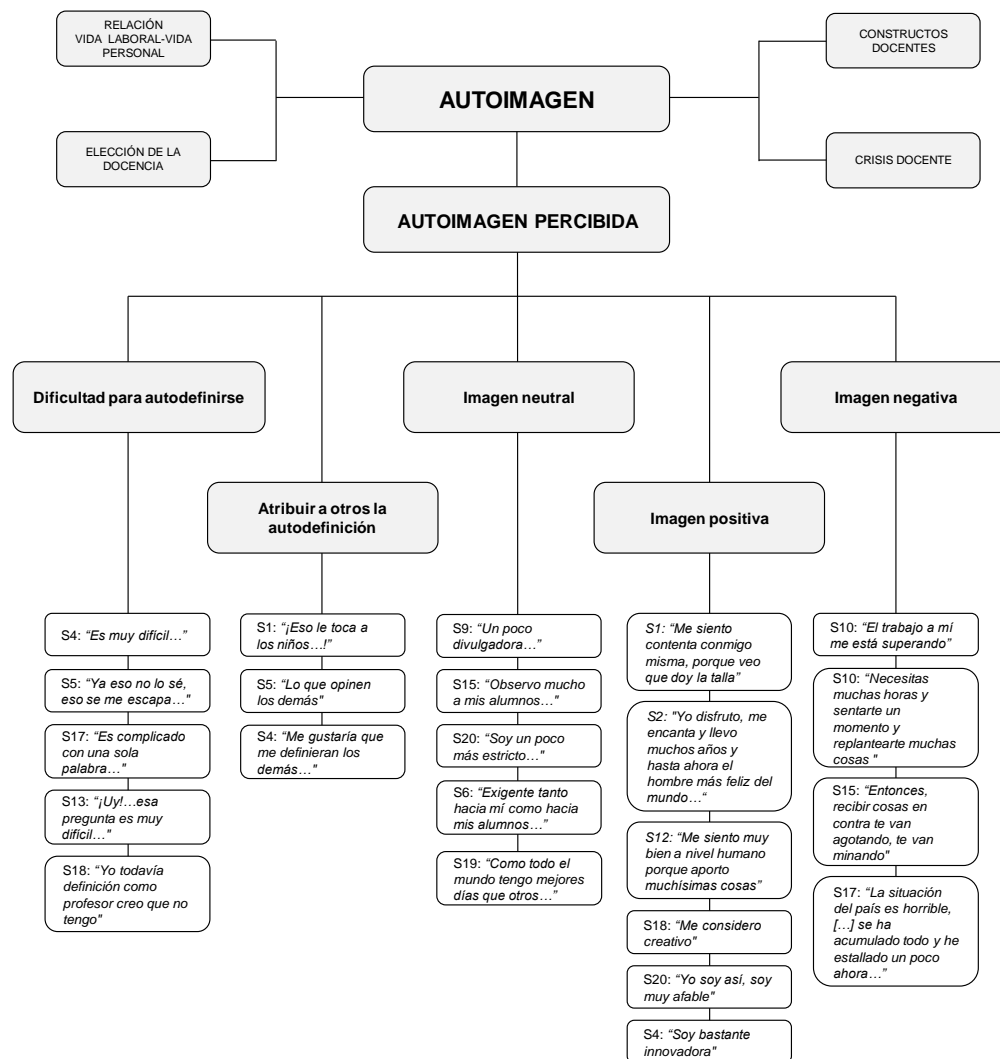 RELACIÓN
VIDA LABORAL-VIDA
PERSONAL
CONSTRUCTOS
DOCENTES
AUTOIMAGEN
ELECCIÓN DE LA
DOCENCIA
CRISIS DOCENTE
AUTOIMAGEN PERCIBIDA
Dificultad para autodefinirse
Imagen neutral
Imagen negativa
Atribuir a otros la
autodefinición
Imagen positiva
S4: “Es muy difícil…”
S5: “Ya eso no lo sé,
eso se me escapa…"
S17: “Es complicado
con una sola
palabra…"
S13: “¡Uy!…esa
pregunta es muy
difícil…"
S18: “Yo todavía
definición como
profesor creo que no
tengo"
S1: “¡Eso le toca a
los niños…!”
S5: “Lo que opinen
los demás"
S4: “Me gustaría que
me definieran los
demás…"
S9: “Un poco
divulgadora…”
S15: “Observo mucho
a mis alumnos…"
S20: “Soy un poco
más estricto…"
S6: “Exigente tanto
hacia mí como hacia
mis alumnos…”
S19: “Como todo el
mundo tengo mejores
días que otros…”
S1: “Me siento
contenta conmigo
misma, porque veo
que doy la talla”
S2: "Yo disfruto, me
encanta y llevo
muchos años y
hasta ahora el
hombre más feliz del
mundo…“
S12: “Me siento muy
bien a nivel humano
porque aporto
muchísimas cosas”
S18: “Me considero
creativo"
S20: “Yo soy así, soy
muy afable"
S4: “Soy bastante
innovadora"
S10: “El trabajo a mí
me está superando”
S10: “Necesitas
muchas horas y
sentarte un
momento y
replantearte muchas
cosas "
S15: “Entonces,
recibir cosas en
contra te van
agotando, te van
minando"
S17: “La situación
del país es horrible,
[…] se ha
acumulado todo y he
estallado un poco
ahora…”